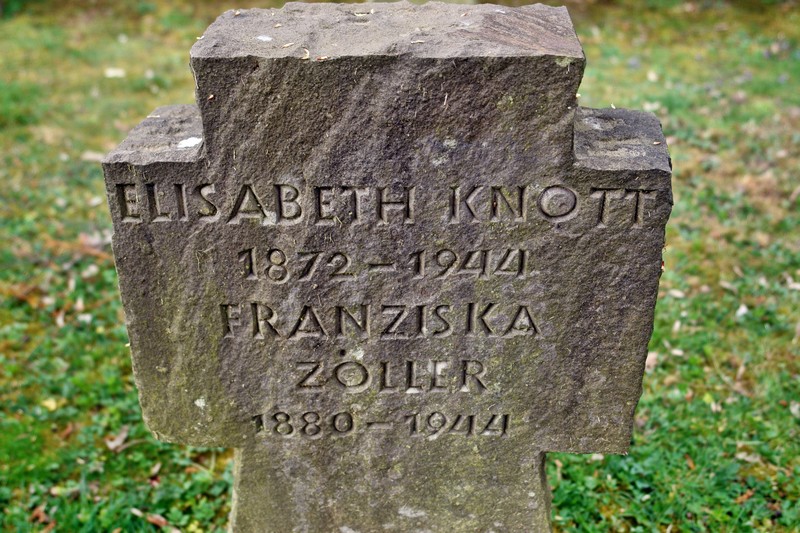 ELISABETH KNOTT
1872-1944
FRANZISKA
ZÖLLER
1880-1944